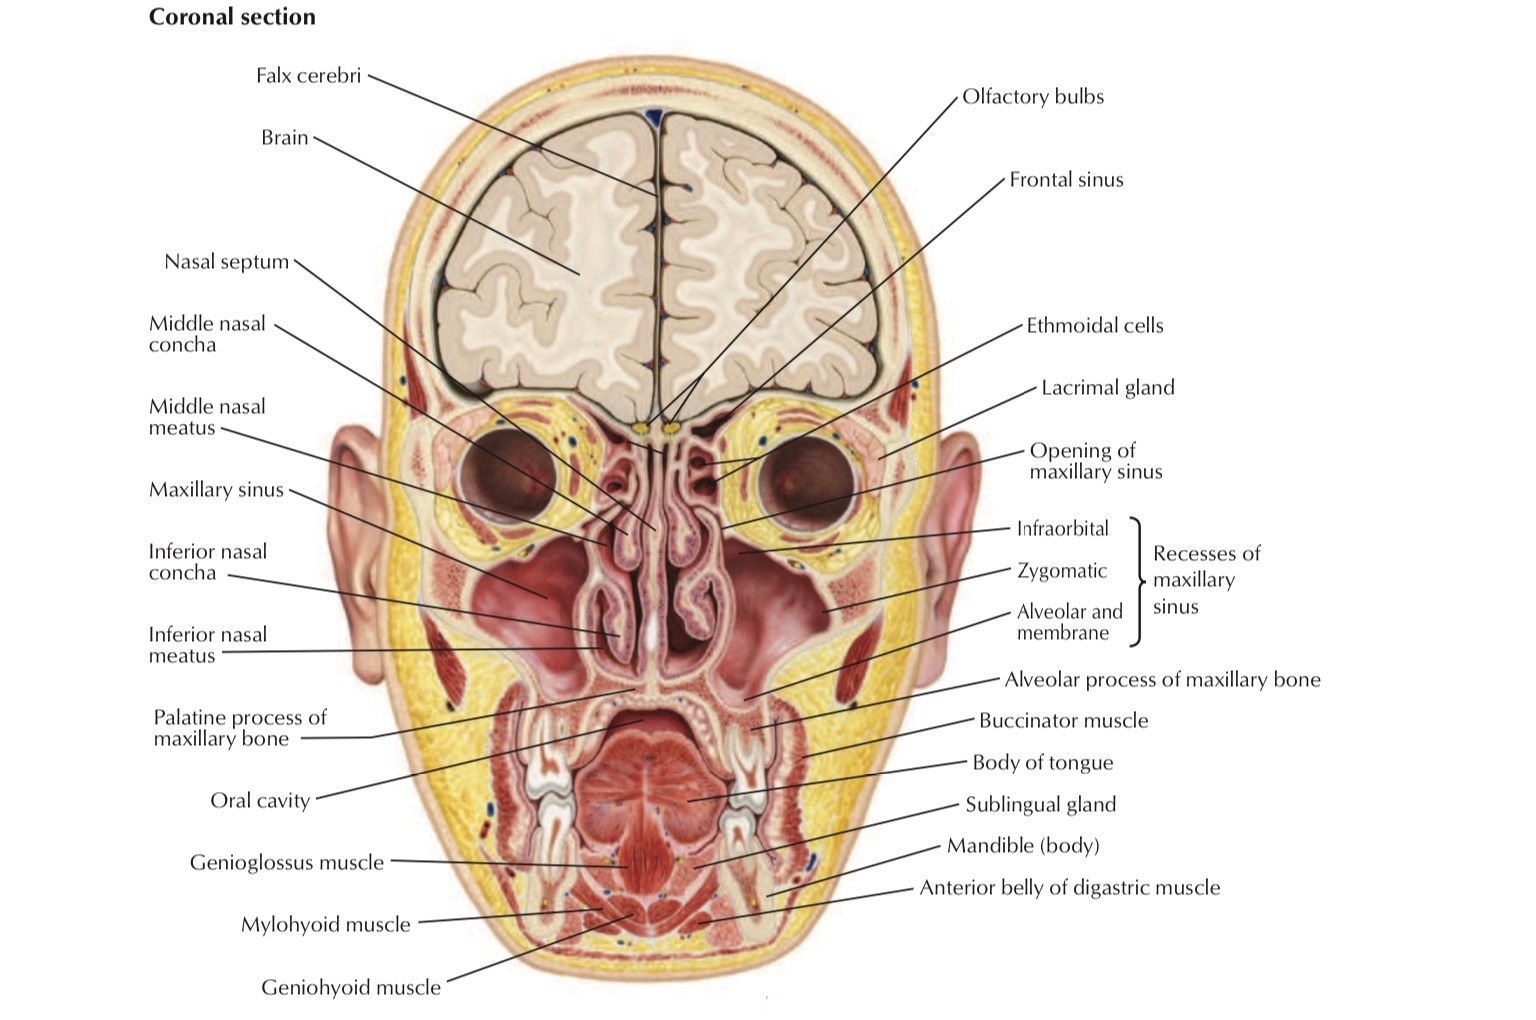 Coronal section
Falx cerebri
Brain
Nasal septum
Middle nasal
concha
Middle nasal
meatus
Maxillary sinus
Inferior nasal
concha
Inferior nasal
meatus
Palatine process of
maxillary bone
Oral cavity
Genioglossus muscle
Mylohyoid muscle
Geniohyoid muscle
Olfactory bulbs
Frontal sinus
Ethmoidal cells
Lacrimal gland
Opening of
maxillary sinus
Infraorbital
Zygomatic
Alveolar and
membrane
Recesses of
maxillary
sinus
Alveolar process of maxillary bone
Buccinator muscle
Body of tongue
Sublingual gland
Mandible (body)
Anterior belly of digastric muscle